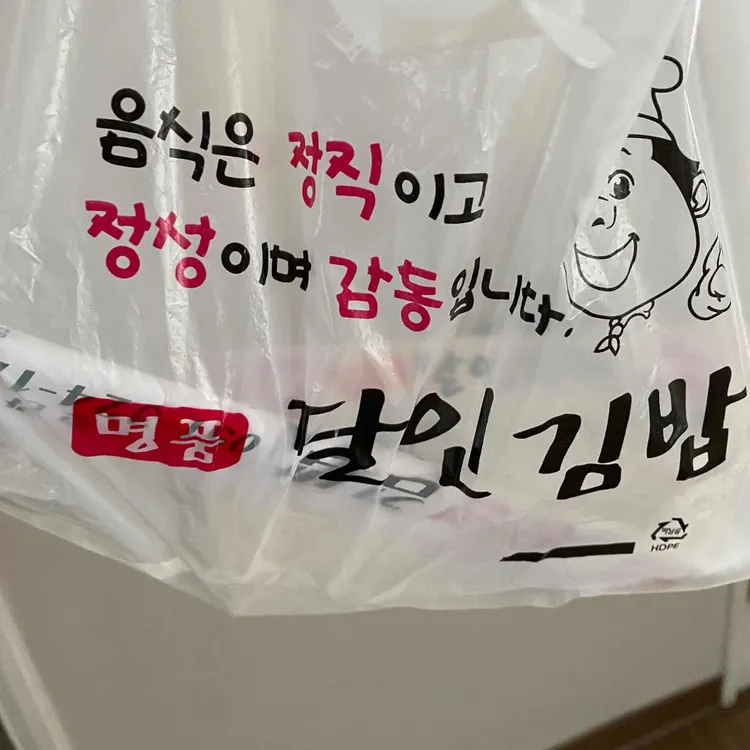 음식은 정직이고
정성이며 감동입니다.
명품 달인김밥
HDPE